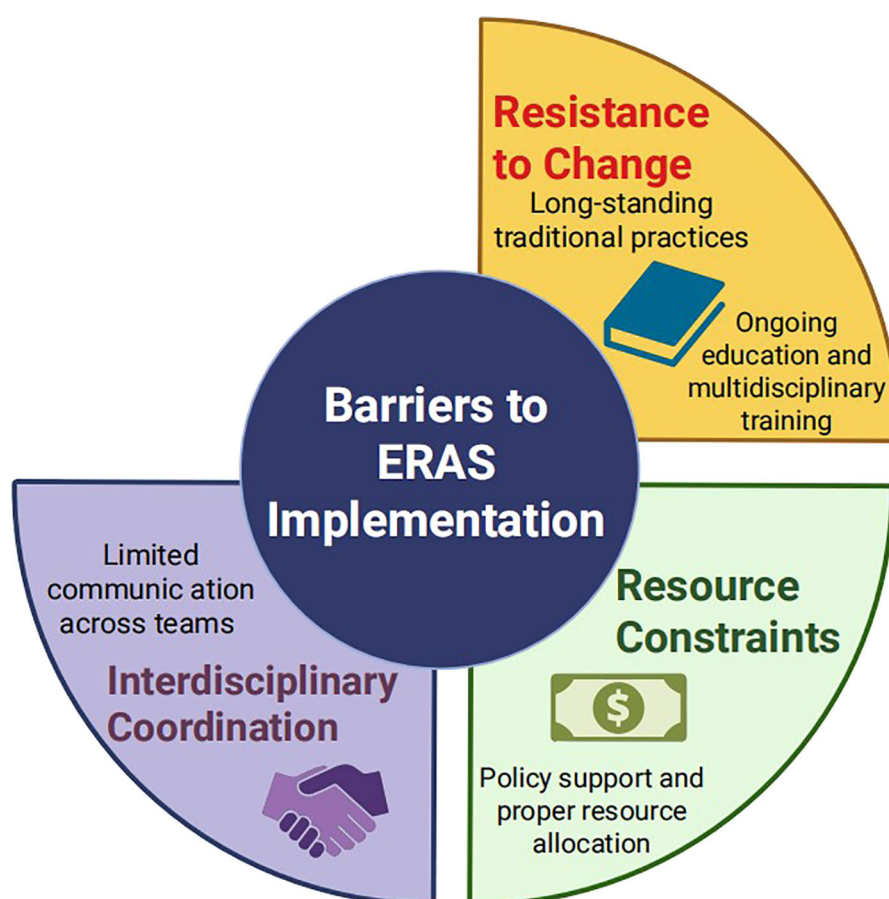 Resistance
to Change
Long-standing
traditional practices
Ongoing
education and
multidisciplinary
training
Barriers to
ERAS
Implementation
Limited
communic ation
across teams
Interdisciplinary
Coordination
Resource
Constraints
$
Policy support and
proper resource
allocation